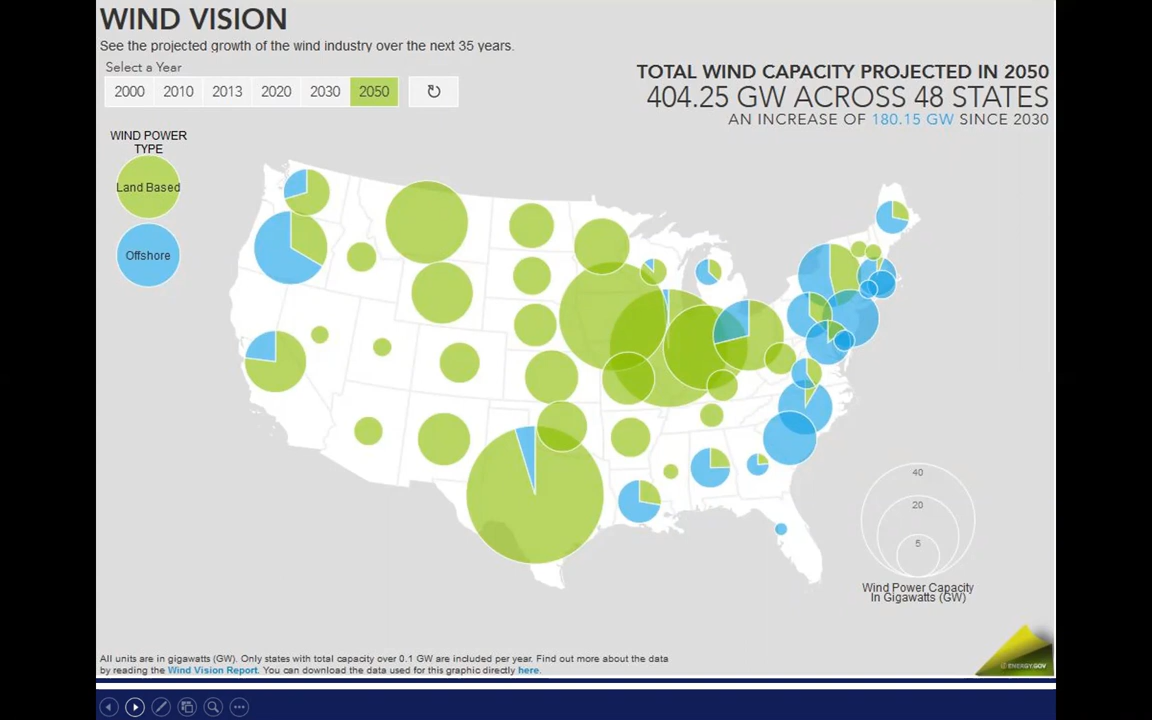 WIND VISION
See the projected growth of the wind industry over the next 35 years.
Select a Year
2000 2010 2013 2020 2030 2050
TOTAL WIND CAPACITY PROJECTED IN 2050
404.25 GW ACROSS 48 STATES
AN INCREASE OF 180.15 GW SINCE 2030
WIND POWER
TYPE
Land Based
Offshore
40
20
5
Wind Power Capacity
In Gigawatts (GW)
All units are in gigawatts (GW). Only states with total capacity over 0.1 GW are included per year. Find out more about the data
by reading the Wind Vision Report. You can download the data used for this graphic directly here.
ENERGY.GOV